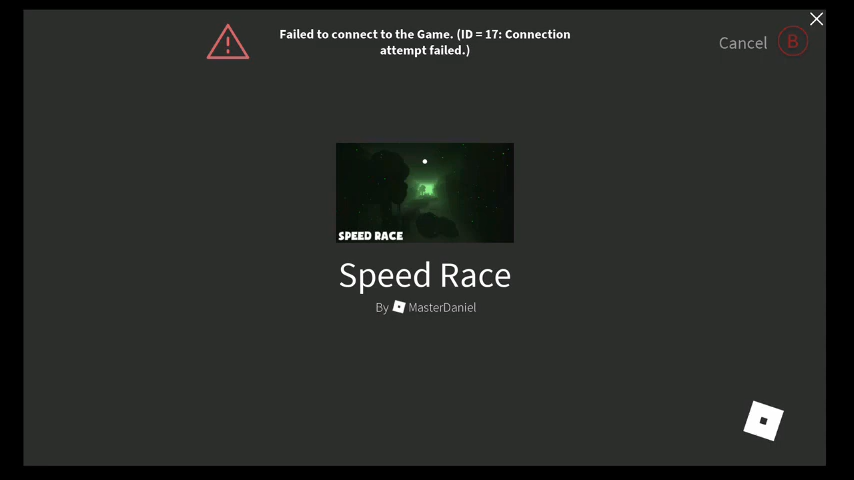 Failed to connect to the Game. (ID = 17: Connection
attempt failed.)
Cancel B
SPEED RACE
Speed Race
By MasterDaniel